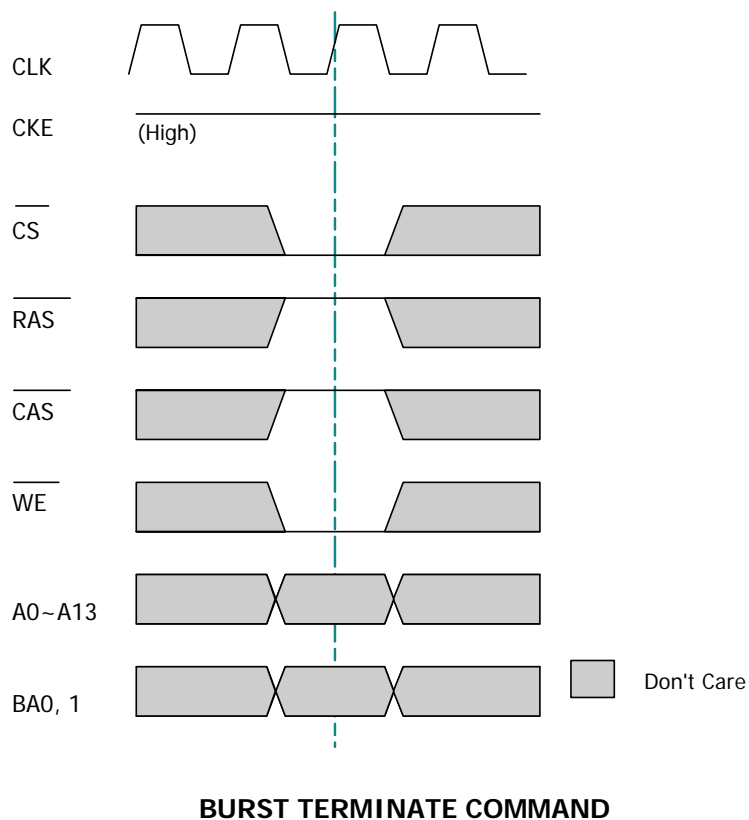 CLK
CKE
(High)
CS
RAS
CAS
WE
A0~A13
BA0, 1
Don't Care
BURST TERMINATE COMMAND